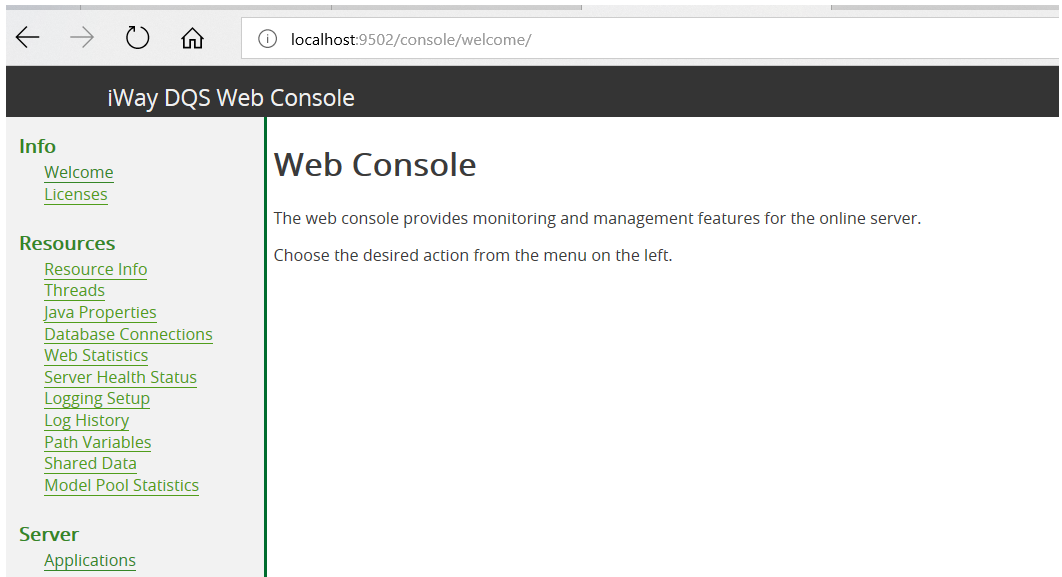 localhost:9502/console/welcome/
iWay DQS Web Console
Info
Welcome
Licenses
Resources
Resource Info
Threads
Java Properties
Database Connections
Web Statistics
Server Health Status
Logging Setup
Log History
Path Variables
Shared Data
Model Pool Statistics
Server
Applications
Web Console
The web console provides monitoring and management features for the online server.
Choose the desired action from the menu on the left.